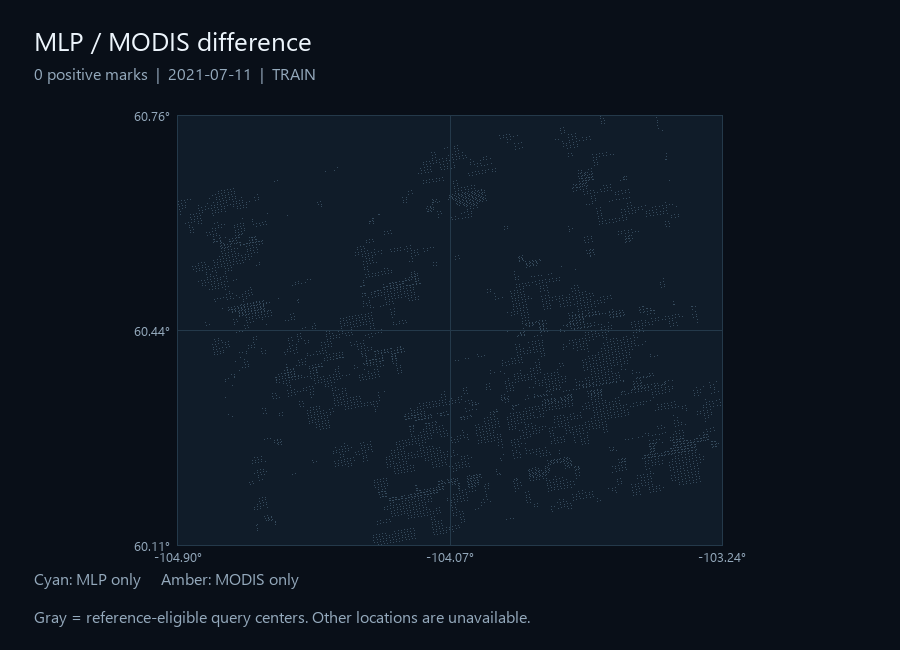 MLP / MODIS difference
0 positive marks | 2021-07-11 | TRAIN
60.76°
60.44°
60.11°
-104.90° -104.07° -103.24°
Cyan: MLP only Amber: MODIS only
Gray = reference-eligible query centers. Other locations are unavailable.